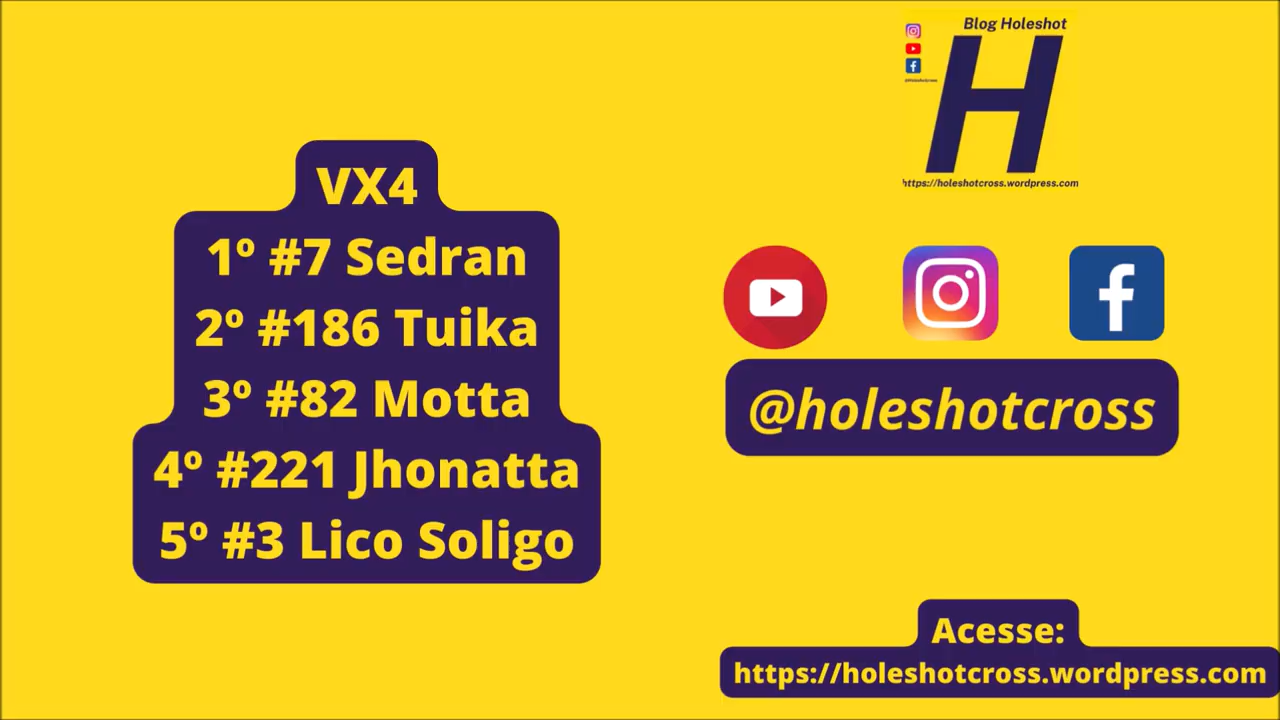 VX4
1º #7 Sedran
2º #186 Tuika
3º #82 Motta
4º #221 Jhonatta
5º #3 Lico Soligo
Blog Holeshot
H
https://holeshotcross.wordpress.com
@holeshotcross
Acesse:
https://holeshotcross.wordpress.com